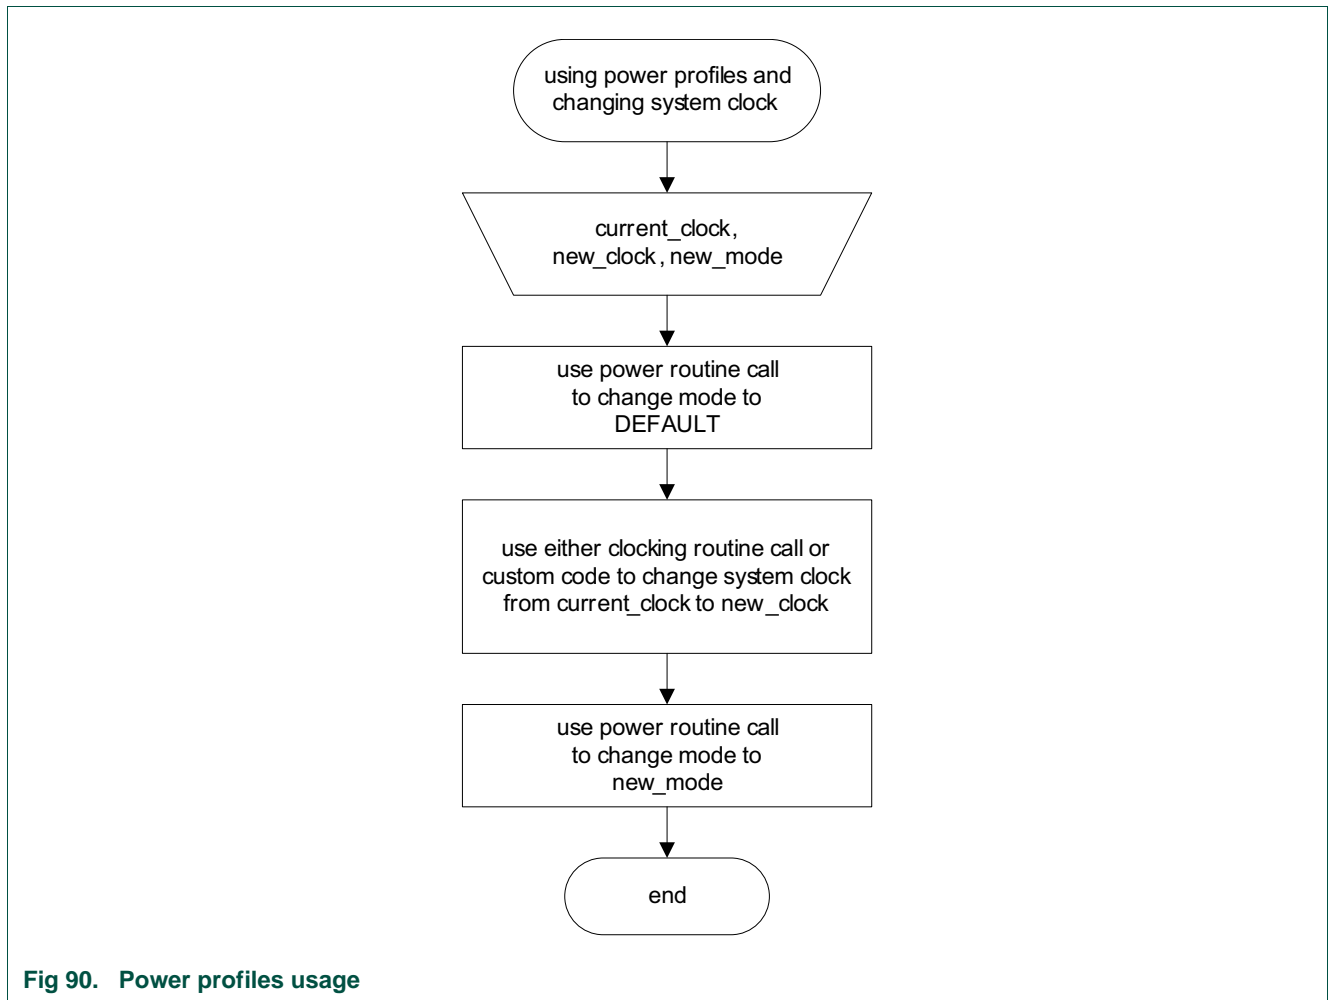 using power profiles and
changing system clock
current_clock,
new_clock, new_mode
use power routine call
to change mode to
DEFAULT
use either clocking routine call or
custom code to change system clock
from current_clock to new_clock
use power routine call
to change mode to
new_mode
end
Fig 90. Power profiles usage